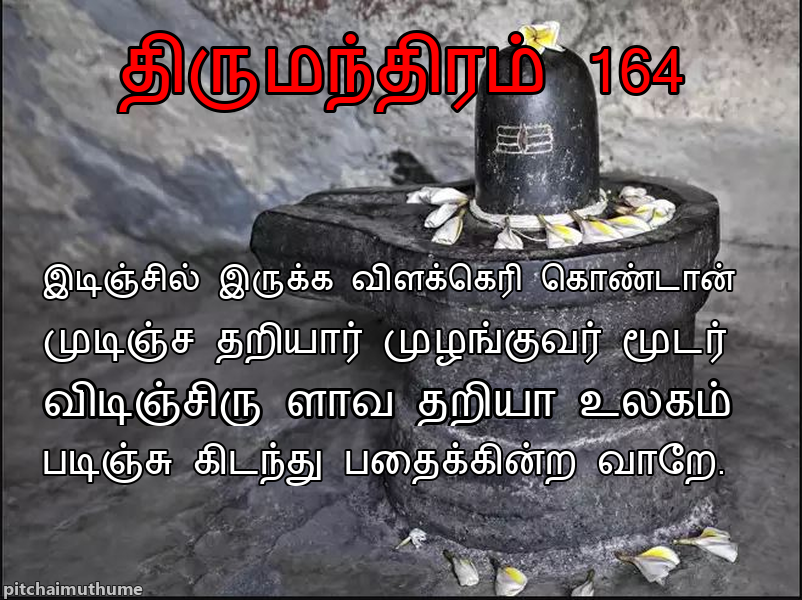 திருமந்திரம் 164
இடிஞ்சில் இருக்க விளக்கெரி கொண்டான்
முடிஞ்ச தறியார் முழங்குவர் மூடர்
விடிஞ்சிரு ளாவ தறியா உலகம்
படிஞ்சு கிடந்து பதைக்கின்ற வாறே.
pitchaimuthume